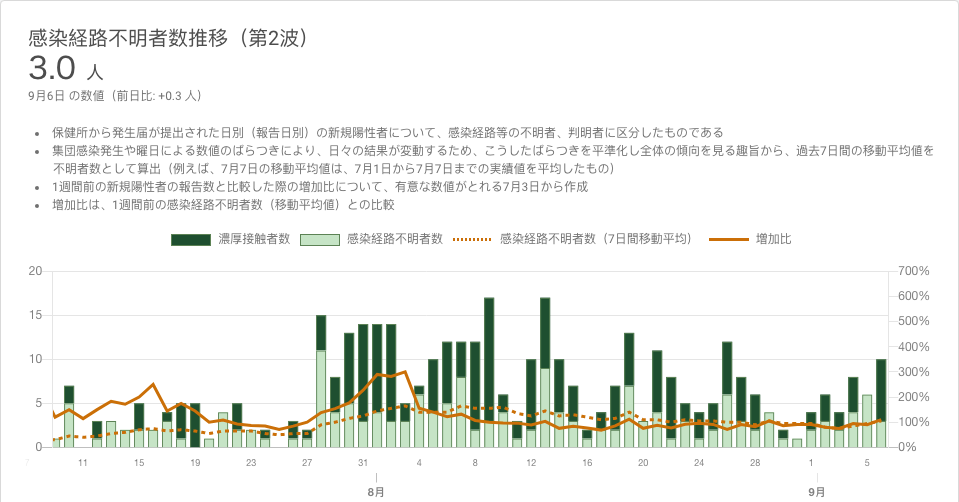 感染経路不明者数推移（第2波）
3.0 人
9月6日 の数値（前日比: +0.3 人）
• 保健所から発生届が提出された日別（報告日別）の新規陽性者について、感染経路等の不明者、判明者に区分したものである
• 集団感染発生や曜日による数値のばらつきにより、日々の結果が変動するため、こうしたばらつきを平準化し全体の傾向を見る趣旨から、過去7日間の移動平均値を
不明者数として算出（例えば、7月7日の移動平均値は、7月1日から7月7日までの実績値を平均したもの）
• 1週間前の新規陽性者の報告数と比較した際の増加比について、有意な数値がとれる7月3日から作成
• 増加比は、1週間前の感染経路不明者数（移動平均値）との比較
濃厚接触者数 感染経路不明者数 感染経路不明者数（7日間移動平均） 増加比
20 700%
600%
15 500%
10 400%
300%
5 200%
100%
0 0%
11 15 19 23 27 31 4 8 12 16 20 24 28 1 5
8月 9月